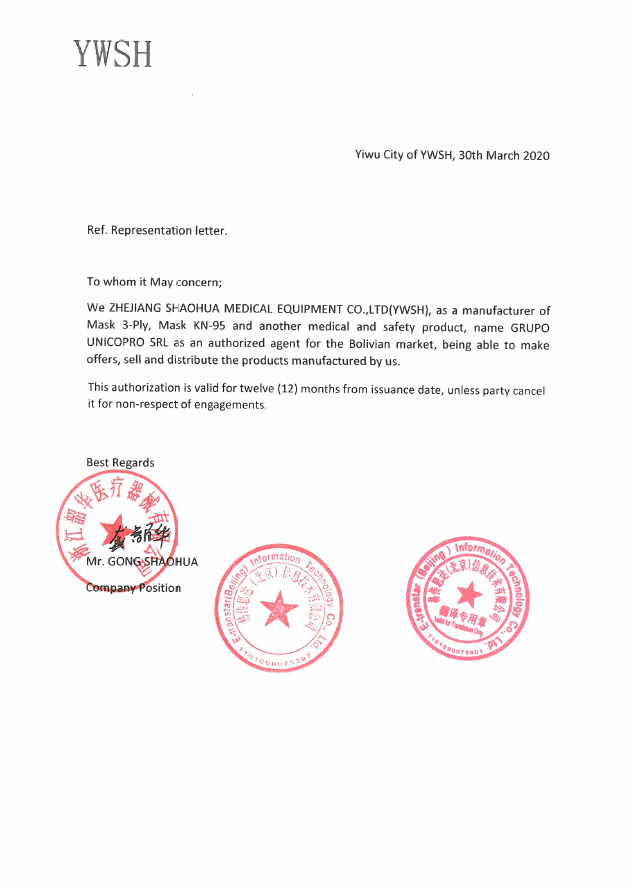 YWSH
Yiwu City of YWSH, 30th March 2020
Ref. Representation letter.
To whom it May concern;
We ZHEJIANG SHAOHUA MEDICAL EQUIPMENT CO.,LTD(YWSH), as a manufacturer of
Mask 3-Ply, Mask KN-95 and another medical and safety product, name GRUPO
UNICOPRO SRL as an authorized agent for the Bolivian market, being able to make
offers, sell and distribute the products manufactured by us.
This authorization is valid for twelve (12) months from issuance date, unless party cancel
it for non-respect of engagements.
Best Regards
浙江韶华医疗器械有限公司
Mr. GONG SHAOHUA
Company Position
E-transtar(Beijing) Information Technology Co., Ltd.
易传思达(北京)信息技术有限公司
E-transtar (Beijing) Information Technology Co., Ltd.
易传思达(北京)信息技术有限公司
翻译专用章
Valid for Translation Only